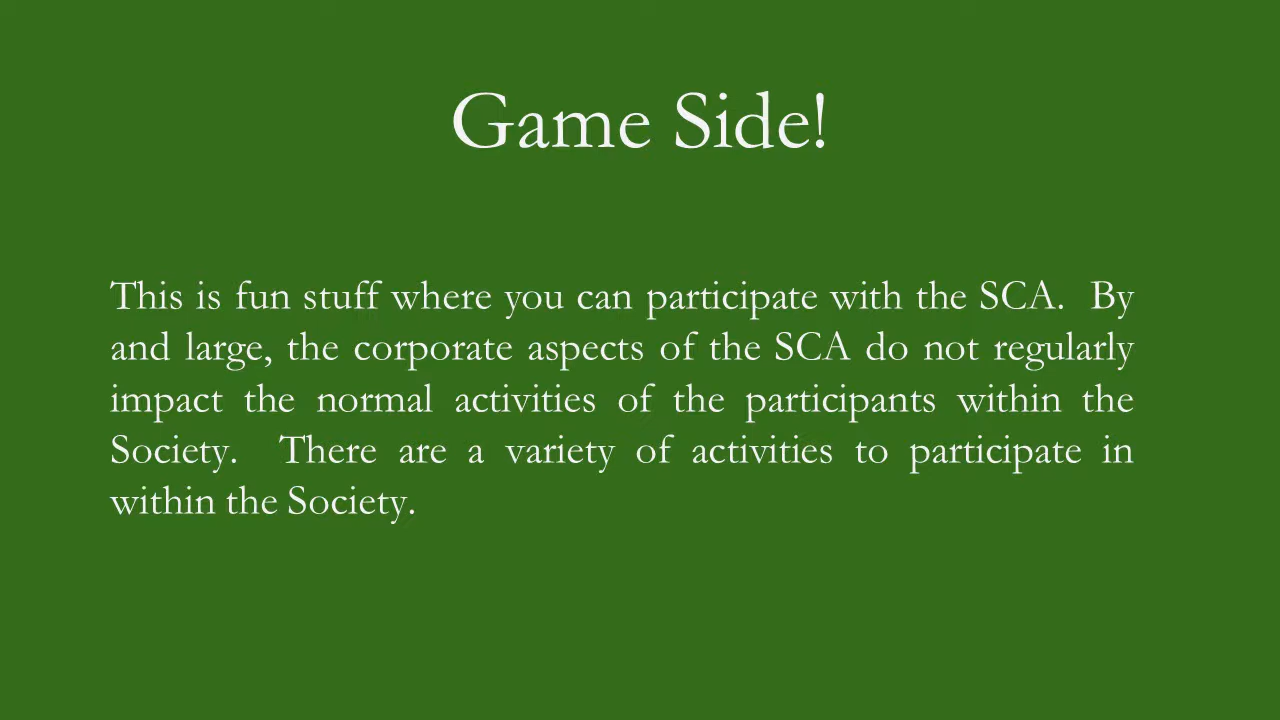 Game Side!
This is fun stuff where you can participate with the SCA.  By
and large, the corporate aspects of the SCA do not regularly
impact the normal activities of the participants within the
Society.  There are a variety of activities to participate in
within the Society.